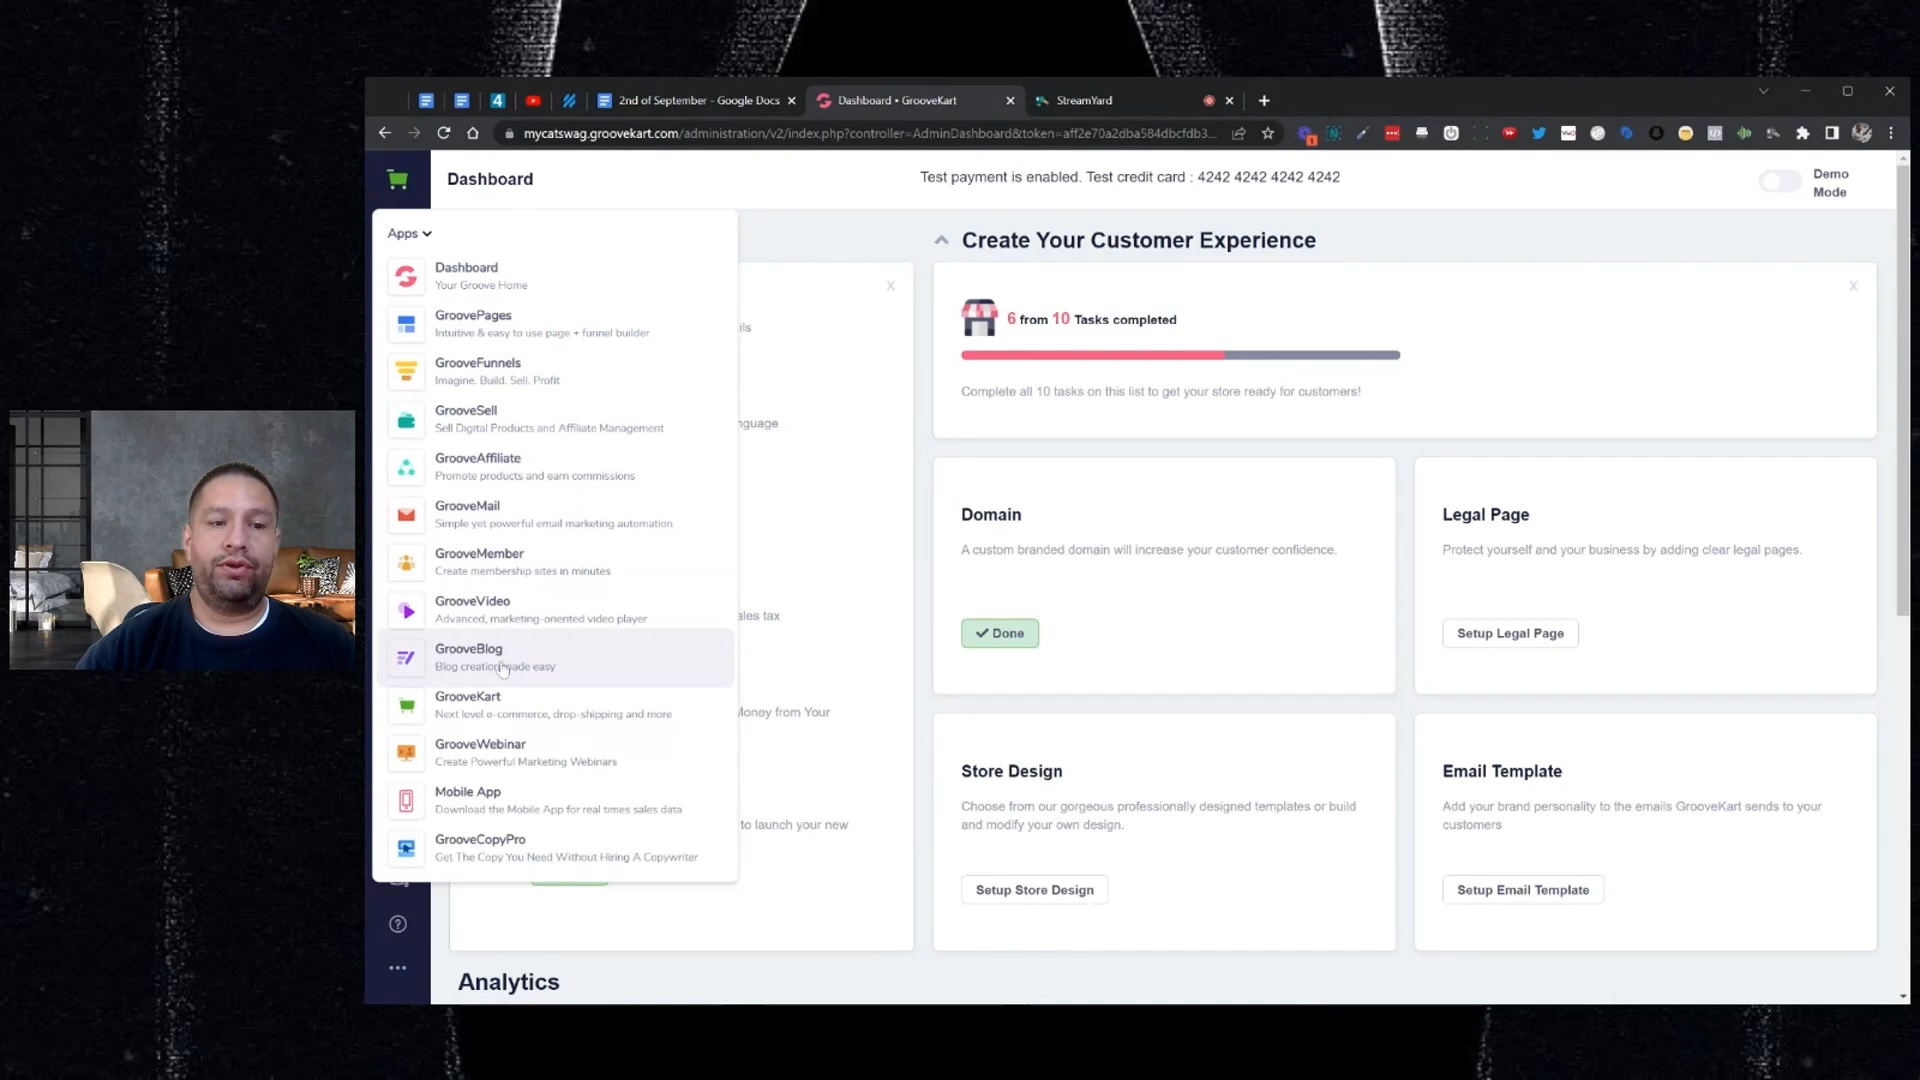 4
2nd of September - Google Docs
Dashboard • GrooveKart
StreamYard
mycatswag.groovekart.com/administration/v2/index.php?controller=AdminDashboard&token=aff2e70a2dba584dbcfdb3...
1
Dashboard
Test payment is enabled. Test credit card : 4242 4242 4242 4242
Demo
Mode
Apps
Dashboard
Your Groove Home
GroovePages
Intuitive & easy to use page + funnel builder
GrooveFunnels
Imagine. Build. Sell. Profit
GrooveSell
Sell Digital Products and Affiliate Management
GrooveAffiliate
Promote products and earn commissions
GrooveMail
Simple yet powerful email marketing automation
GrooveMember
Create membership sites in minutes
GrooveVideo
Advanced, marketing-oriented video player
GrooveBlog
Blog creation made easy
GrooveKart
Next level e-commerce, drop-shipping and more
GrooveWebinar
Create Powerful Marketing Webinars
Mobile App
Download the Mobile App for real times sales data
GrooveCopyPro
Get The Copy You Need Without Hiring A Copywriter
X
ils
nguage
ales tax
Money from Your
to launch your new
Create Your Customer Experience
X
6 from 10 Tasks completed
Complete all 10 tasks on this list to get your store ready for customers!
Domain
A custom branded domain will increase your customer confidence.
Done
Legal Page
Protect yourself and your business by adding clear legal pages.
Setup Legal Page
Store Design
Choose from our gorgeous professionally designed templates or build
and modify your own design.
Setup Store Design
Email Template
Add your brand personality to the emails GrooveKart sends to your
customers
Setup Email Template
Analytics